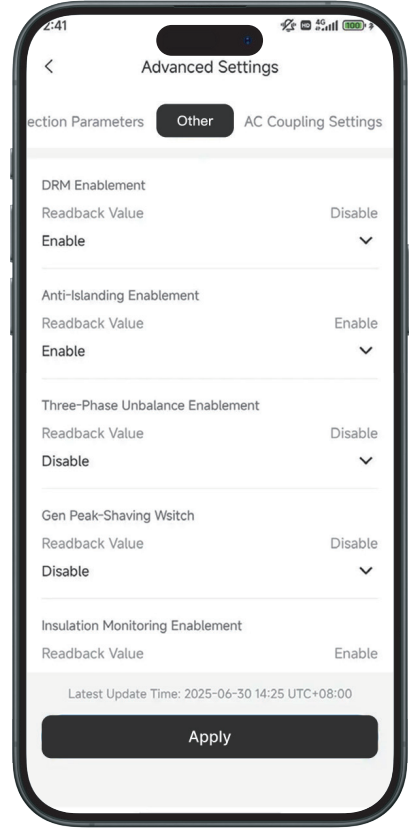 2:41
4G
100
Advanced Settings
ection Parameters Other AC Coupling Settings
DRM Enablement
Readback Value Disable
Enable
Anti-Islanding Enablement
Readback Value Enable
Enable
Three-Phase Unbalance Enablement
Readback Value Disable
Disable
Gen Peak-Shaving Wsitch
Readback Value Disable
Disable
Insulation Monitoring Enablement
Readback Value Enable
Latest Update Time: 2025-06-30 14:25 UTC+08:00
Apply